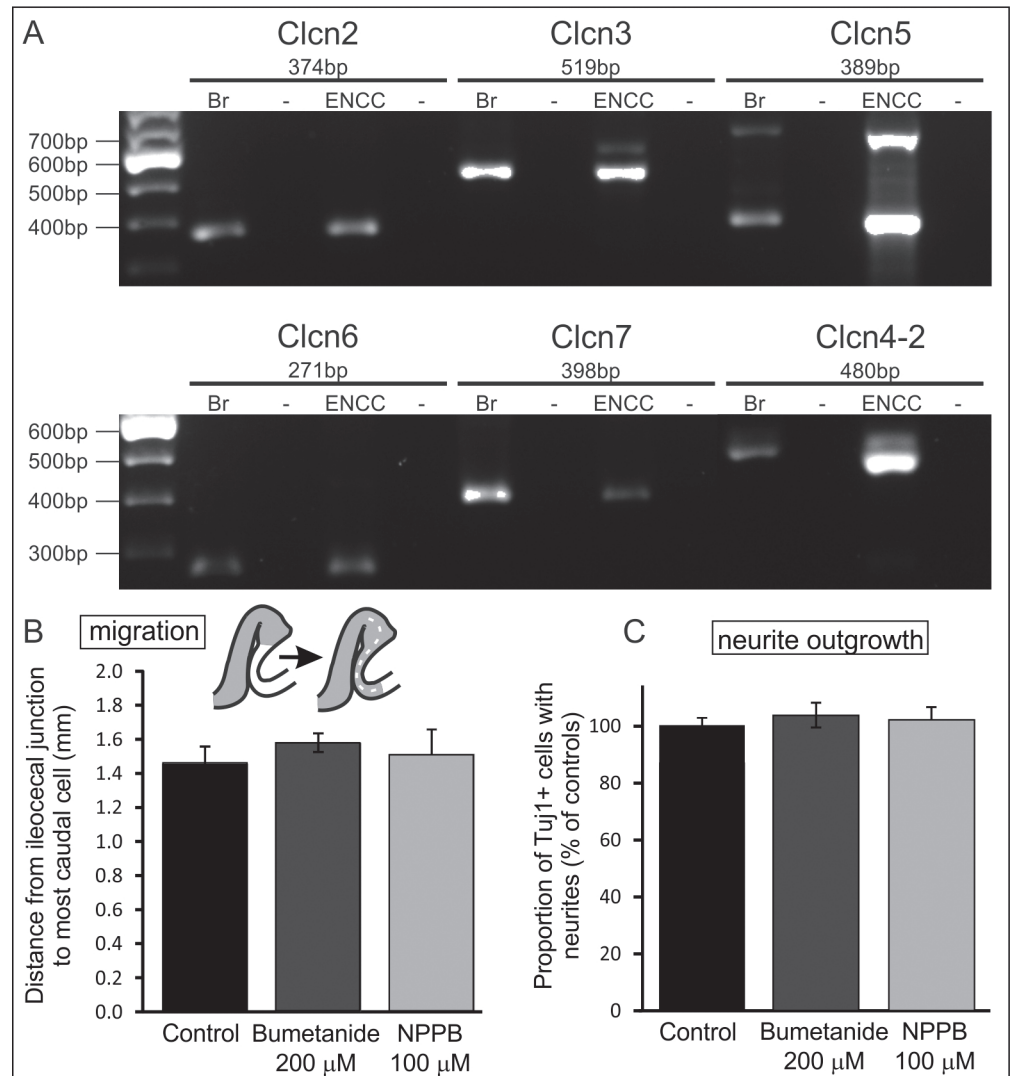 A
Clcn2 Clcn3 Clcn5
374bp 519bp 389bp
Br - ENCC - Br - ENCC - Br - ENCC -
700bp
600bp
500bp
400bp
Clcn6 Clcn7 Clcn4-2
271bp 398bp 480bp
Br - ENCC - Br - ENCC - Br - ENCC -
600bp
500bp
400bp
300bp
B
migration
Distance from ileocecal junction
to most caudal cell (mm)
2.0
1.8
1.6
1.4
1.2
1.0
0.8
0.6
0.4
0.2
0.0
Control Bumetanide NPPB
200 μM 100 μM
C
neurite outgrowth
Proportion of Tuj1+ cells with
neurites (% of controls)
100
80
60
40
20
0
Control Bumetanide NPPB
200 μM 100 μM